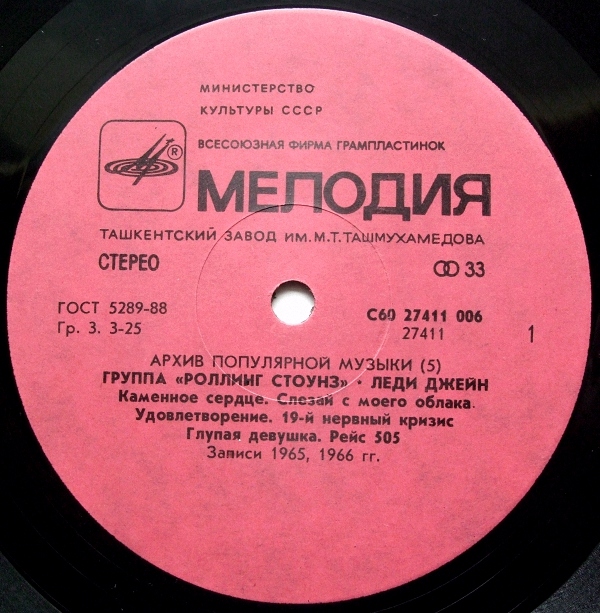 МИНИСТЕРСТВО
КУЛЬТУРЫ СССР
ВСЕСОЮЗНАЯ ФИРМА ГРАМПЛАСТИНОК
®
МЕЛОДИЯ
ТАШКЕНТСКИЙ ЗАВОД ИМ. М.Т.ТАШМУХАМЕДОВА
СТЕРЕО
33
ГОСТ 5289-88
Гр. 3. 3-25
С60 27411 006
27411
1
АРХИВ ПОПУЛЯРНОЙ МУЗЫКИ (5)
ГРУППА «РОЛЛИНГ СТОУНЗ» · ЛЕДИ ДЖЕЙН
Каменное сердце. Слезай с моего облака.
Удовлетворение. 19-й нервный кризис
Глупая девушка. Рейс 505
Записи 1965, 1966 гг.